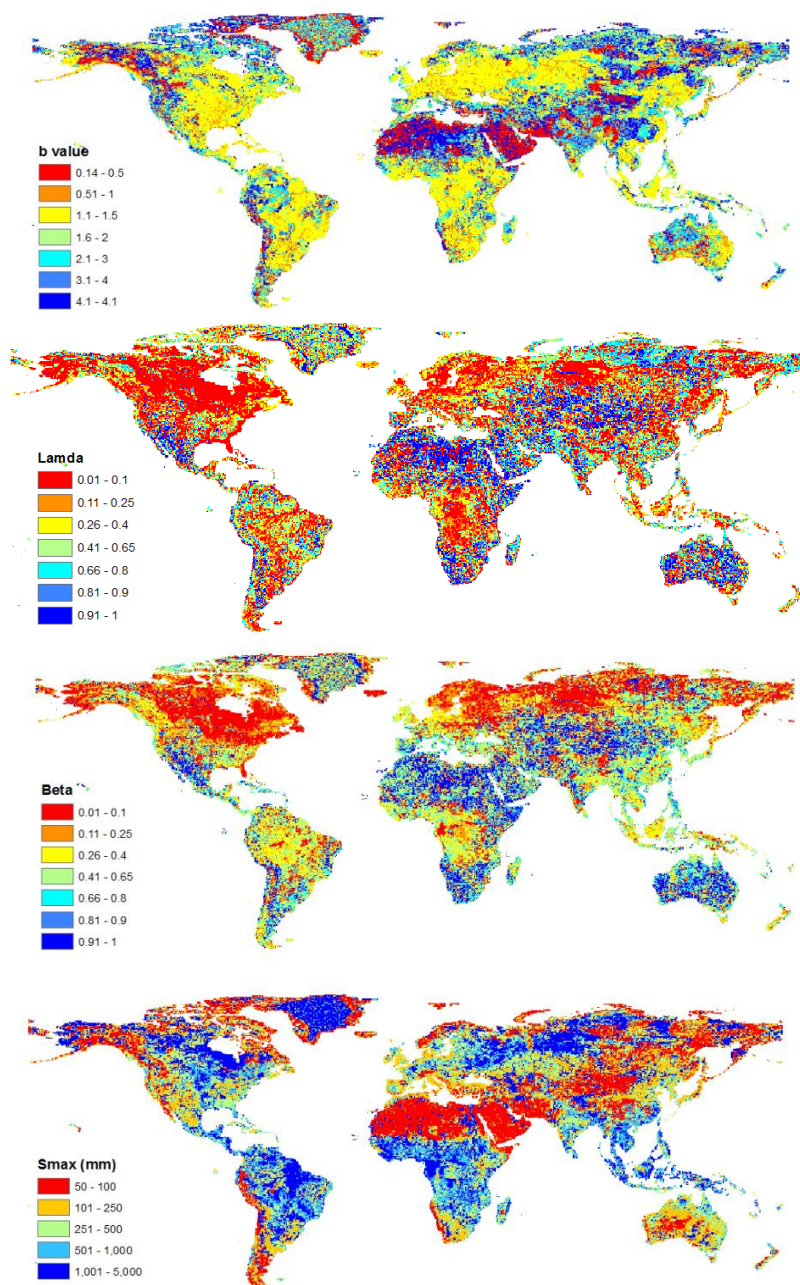 b value
0.14 - 0.5
0.51 - 1
1.1 - 1.5
1.6 - 2
2.1 - 3
3.1 - 4
4.1 - 4.1
Lamda
0.01 - 0.1
0.11 - 0.25
0.26 - 0.4
0.41 - 0.65
0.66 - 0.8
0.81 - 0.9
0.91 - 1
Beta
0.01 - 0.1
0.11 - 0.25
0.26 - 0.4
0.41 - 0.65
0.66 - 0.8
0.81 - 0.9
0.91 - 1
Smax (mm)
50 - 100
101 - 250
251 - 500
501 - 1,000
1,001 - 5,000